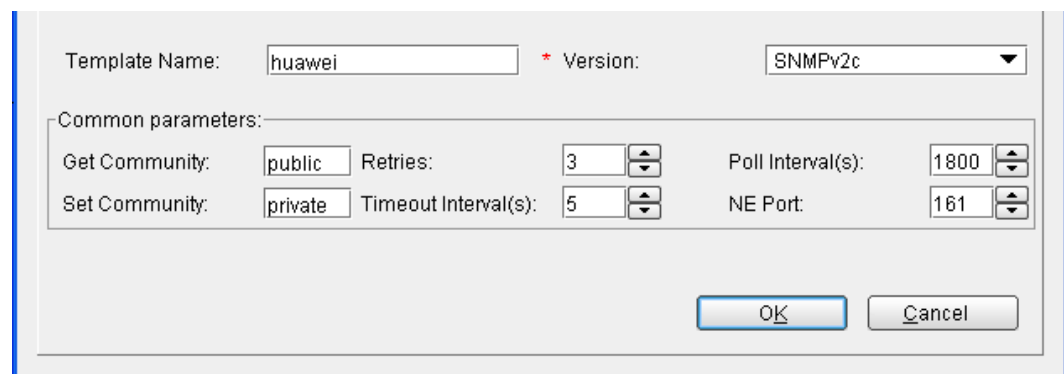 Template Name: huawei * Version: SNMPv2c
Common parameters:
Get Community: public Retries: 3 Poll Interval(s): 1800
Set Community: private Timeout Interval(s): 5 NE Port: 161
OK Cancel